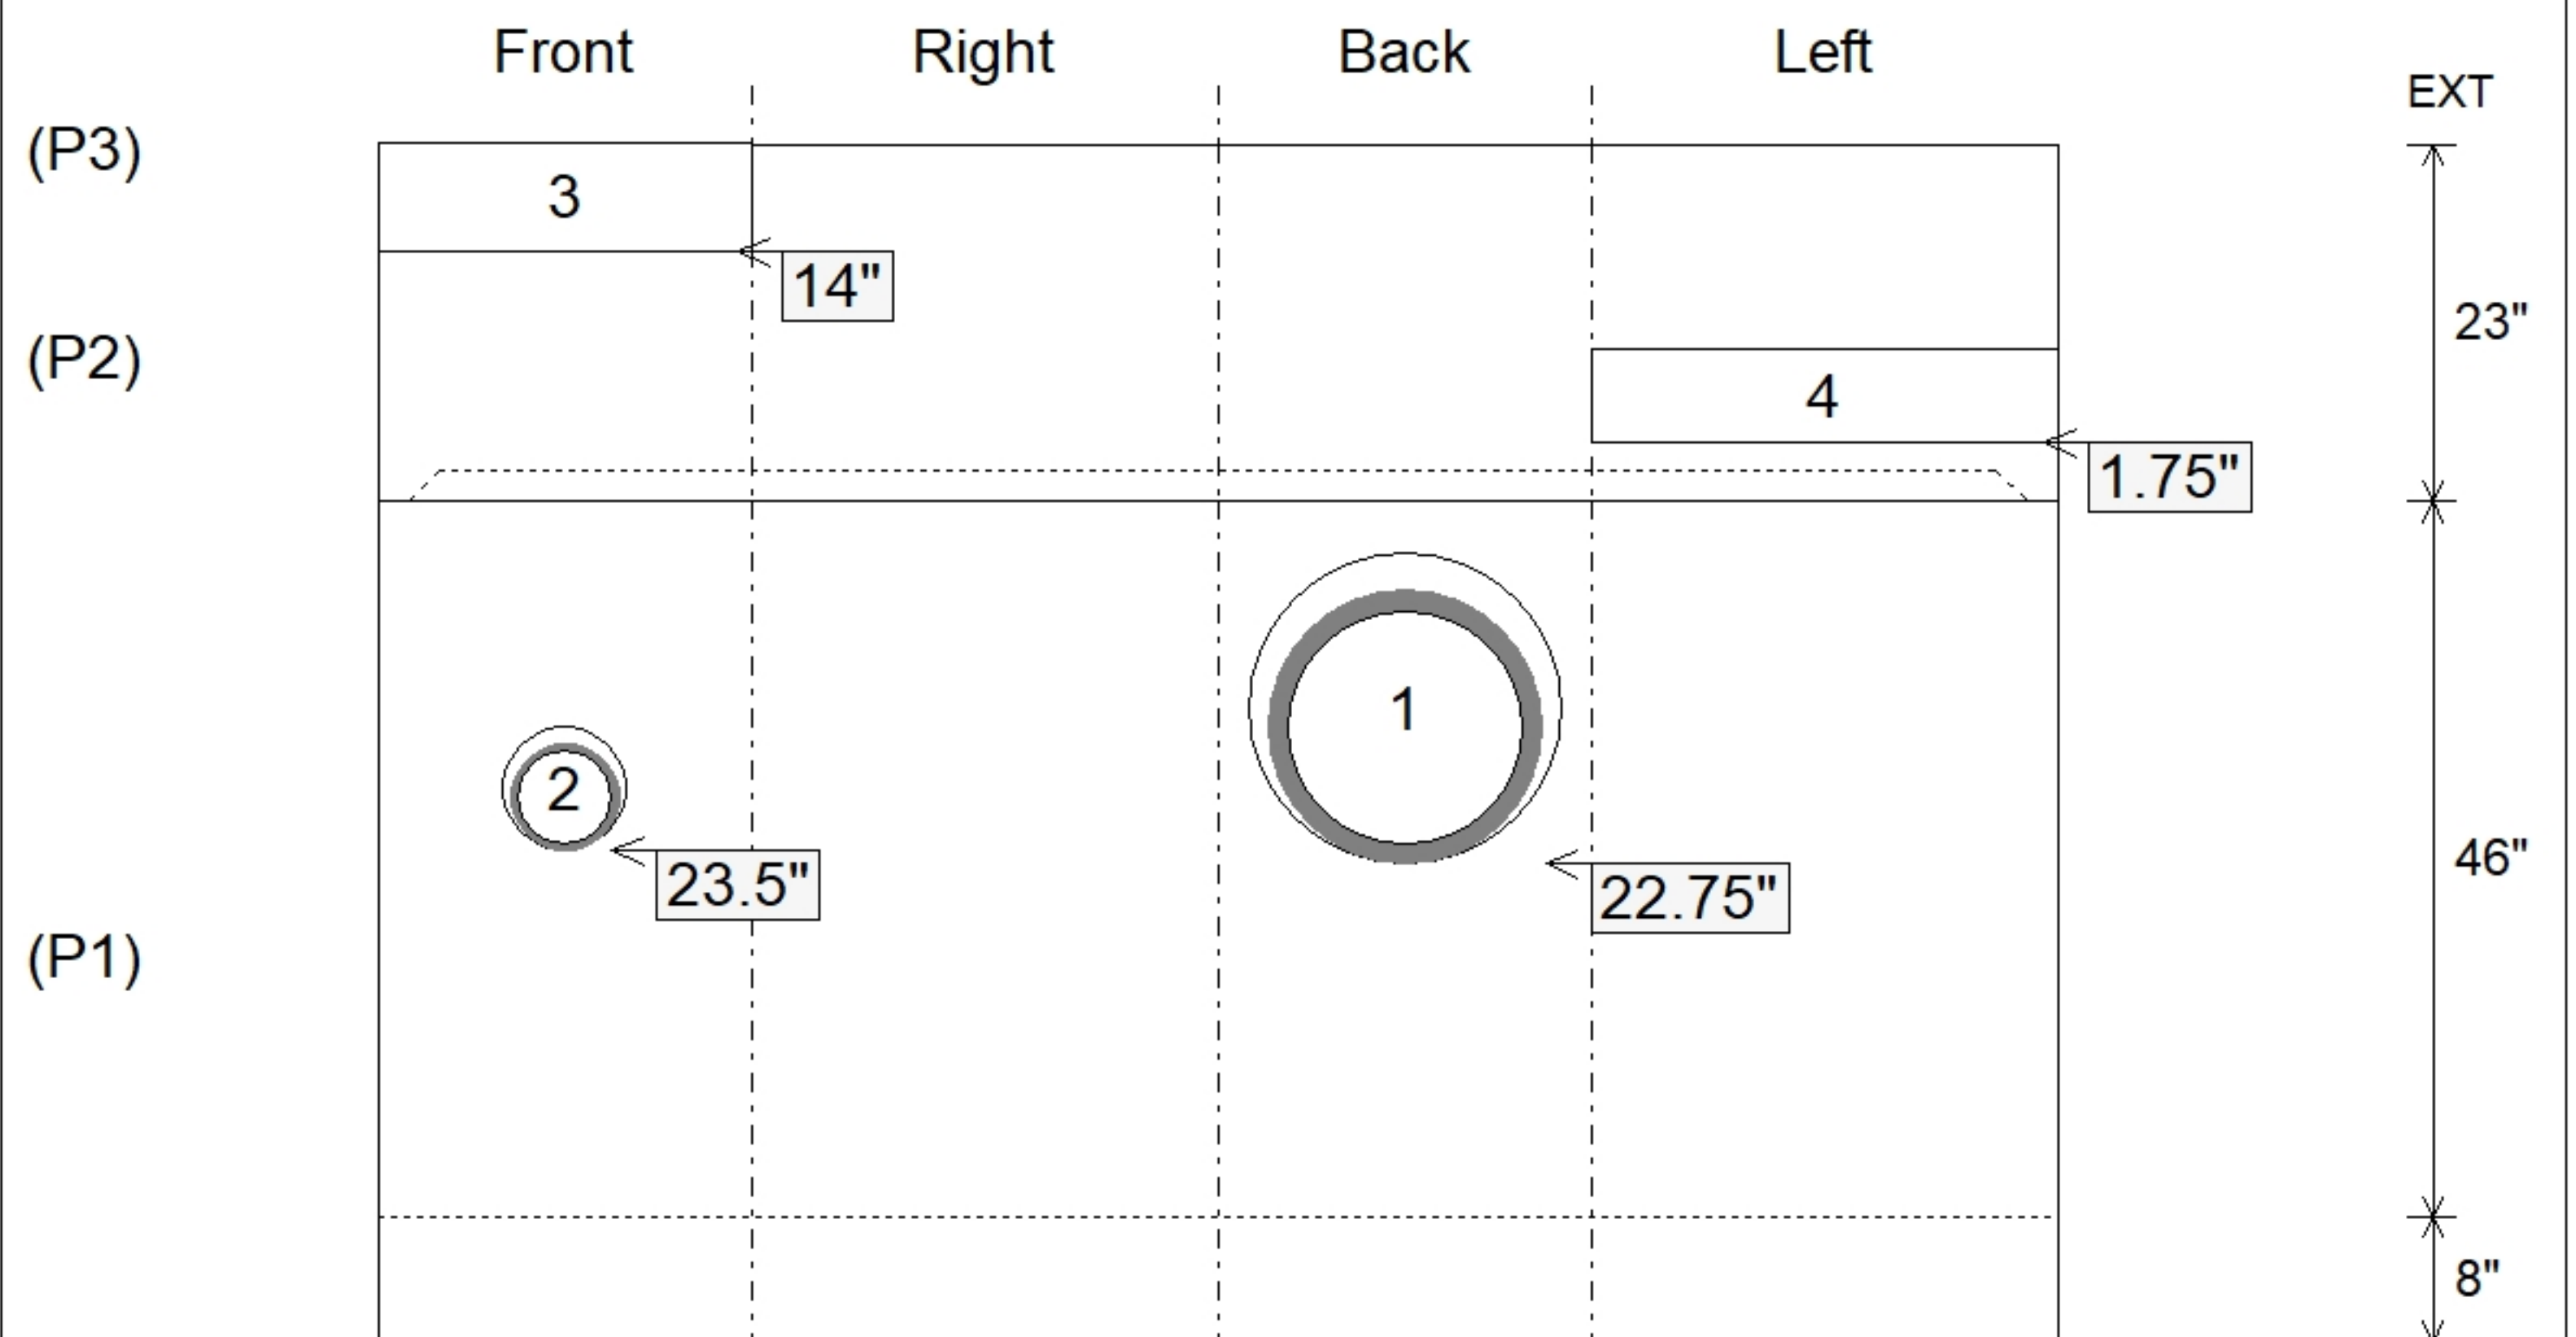 Front Right Back Left
EXT
(P3)
3
14"
23"
(P2)
4
1.75"
1
2
23.5"
22.75"
46"
(P1)
8"